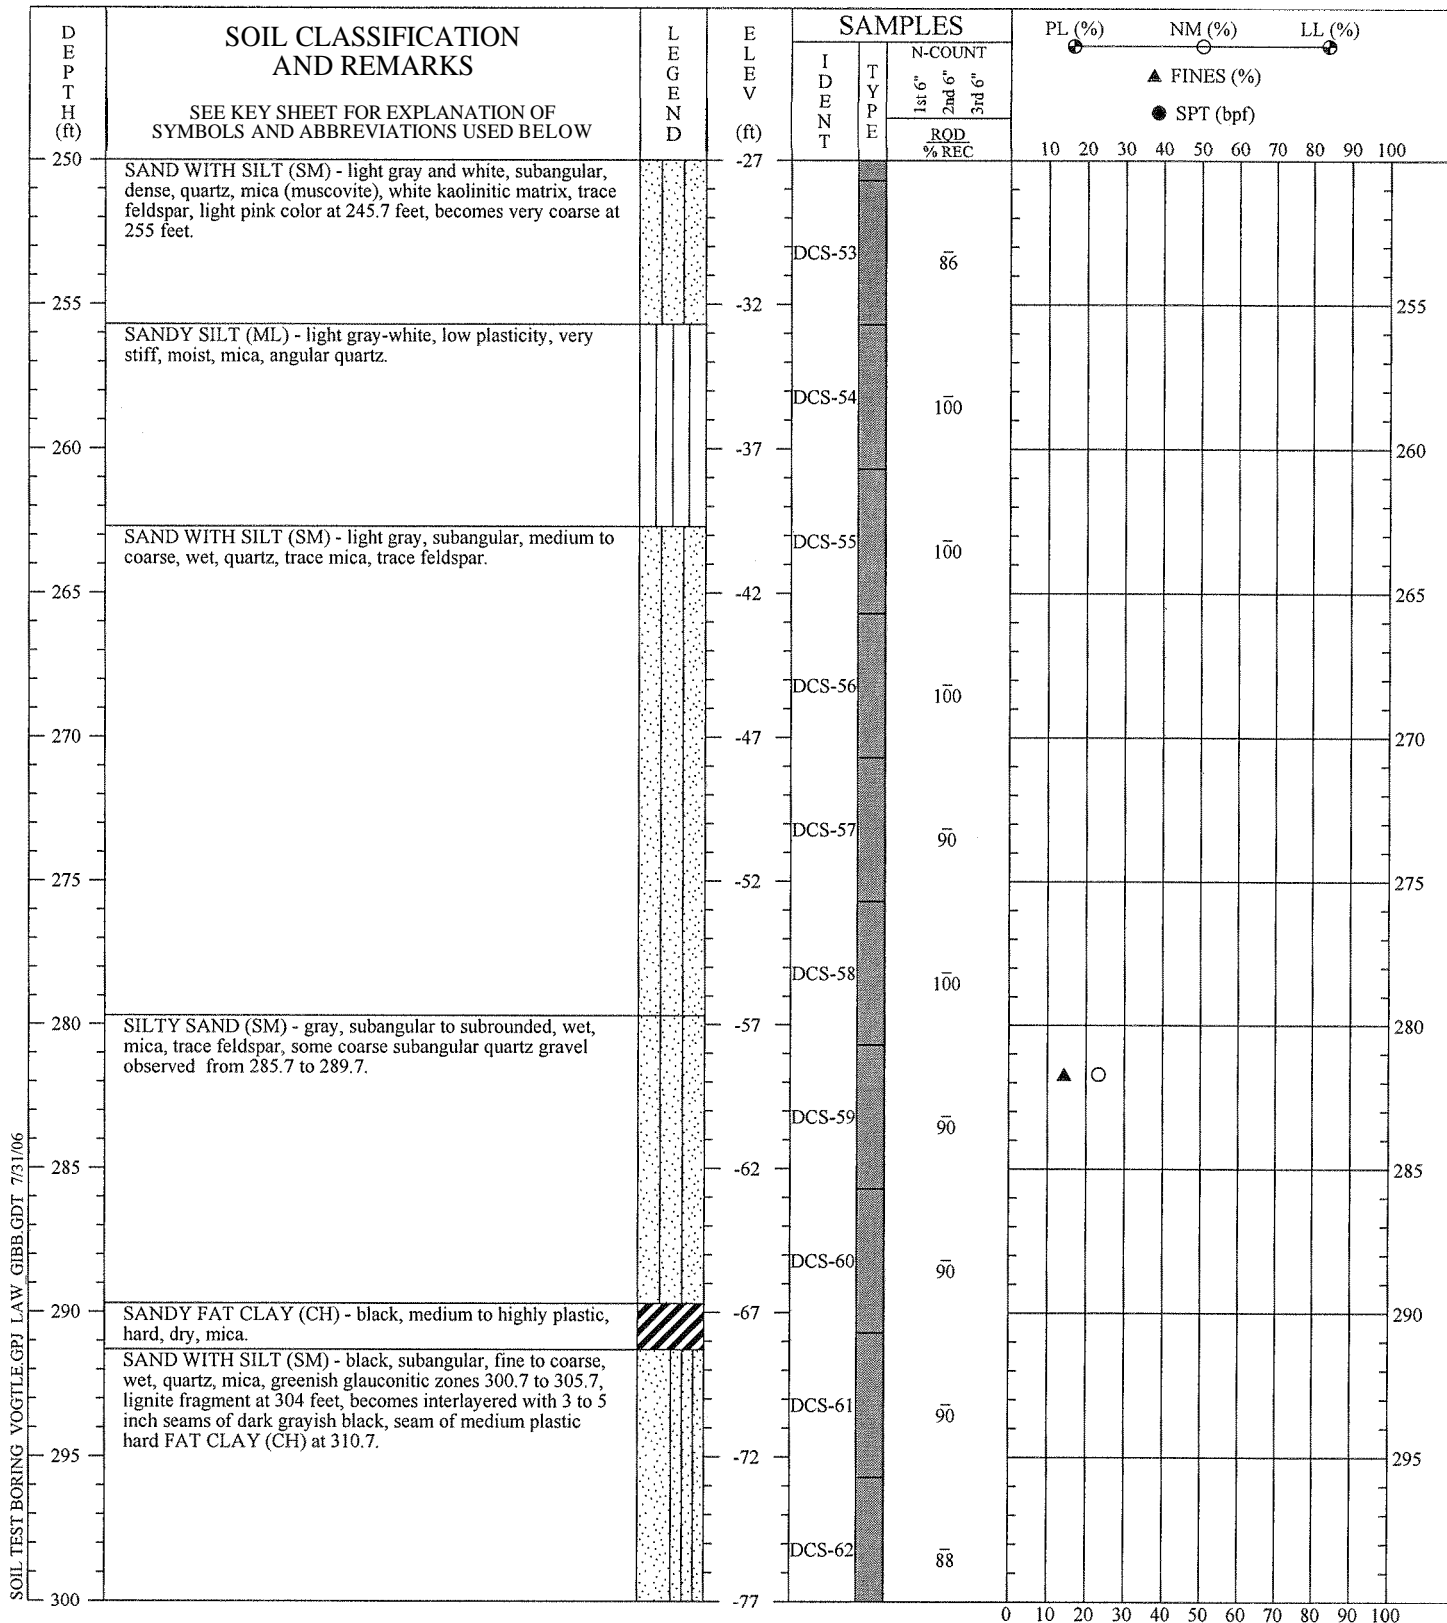 DEPTH (ft)
SOIL CLASSIFICATION
AND REMARKS
SEE KEY SHEET FOR EXPLANATION OF
SYMBOLS AND ABBREVIATIONS USED BELOW
LEGEND
ELEV (ft)
SAMPLES
IDENT
TYPE
N-COUNT
1st 6"
2nd 6"
3rd 6"
RQD
% REC
PL (%) NM (%) LL (%)
▲ FINES (%)
● SPT (bpf)
10 20 30 40 50 60 70 80 90 100
250
SAND WITH SILT (SM) - light gray and white, subangular,
dense, quartz, mica (muscovite), white kaolinitic matrix, trace
feldspar, light pink color at 245.7 feet, becomes very coarse at
255 feet.
-27
DCS-53
86
255
-32
255
SANDY SILT (ML) - light gray-white, low plasticity, very
stiff, moist, mica, angular quartz.
DCS-54
100
260
-37
260
SAND WITH SILT (SM) - light gray, subangular, medium to
coarse, wet, quartz, trace mica, trace feldspar.
DCS-55
100
265
-42
265
DCS-56
100
270
-47
270
DCS-57
90
275
-52
275
DCS-58
100
280
-57
280
SILTY SAND (SM) - gray, subangular to subrounded, wet,
mica, trace feldspar, some coarse subangular quartz gravel
observed from 285.7 to 289.7.
DCS-59
90
285
-62
285
DCS-60
90
290
-67
290
SANDY FAT CLAY (CH) - black, medium to highly plastic,
hard, dry, mica.
SAND WITH SILT (SM) - black, subangular, fine to coarse,
wet, quartz, mica, greenish glauconitic zones 300.7 to 305.7,
lignite fragment at 304 feet, becomes interlayered with 3 to 5
inch seams of dark grayish black, seam of medium plastic
hard FAT CLAY (CH) at 310.7.
DCS-61
90
295
-72
295
DCS-62
88
300
-77
0 10 20 30 40 50 60 70 80 90 100
SOIL TEST BORING VOGTLE.GPJ LAW_GIBB.GDT 7/31/06